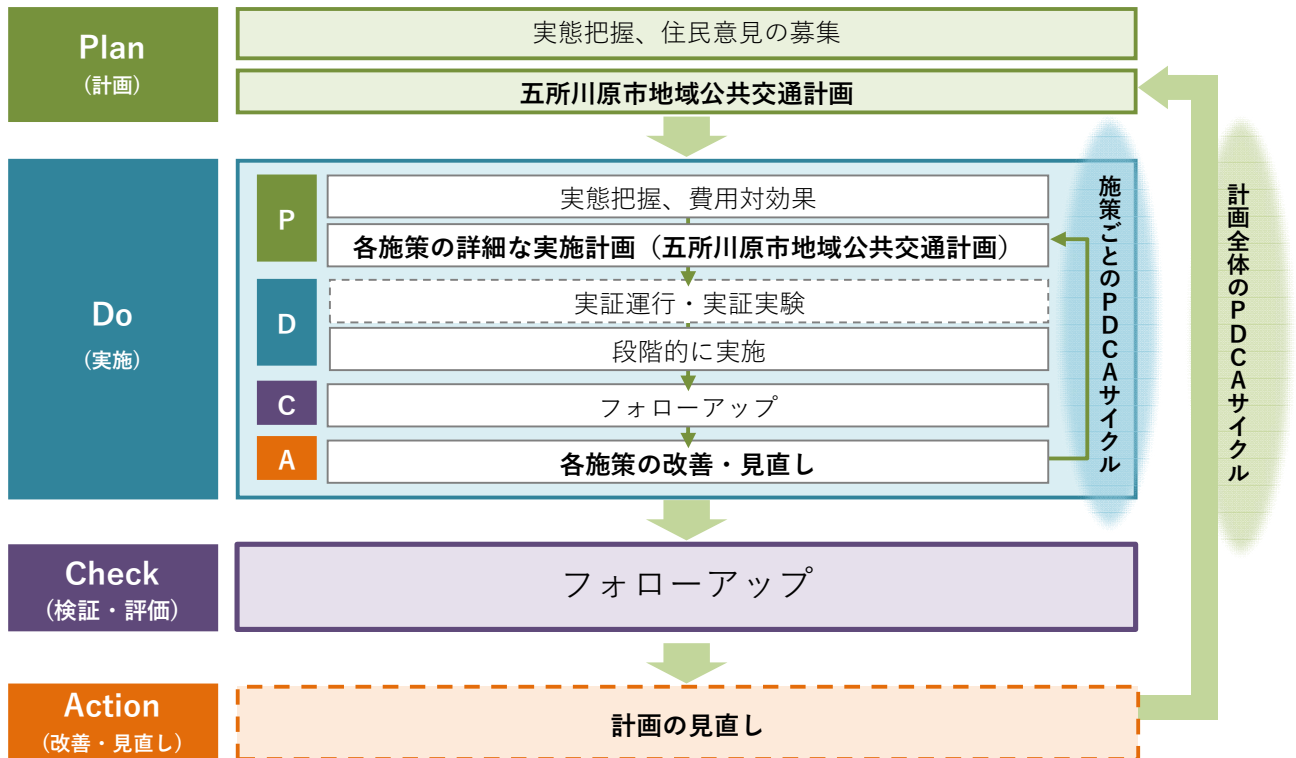 Plan
(計画)
実態把握、住民意見の募集
五所川原市地域公共交通計画
Do
(実施)
P
実態把握、費用対効果
各施策の詳細な実施計画（五所川原市地域公共交通計画）
D
実証運行・実証実験
段階的に実施
C
フォローアップ
A
各施策の改善・見直し
施策ごとのPDCAサイクル
計画全体のPDCAサイクル
Check
(検証・評価)
フォローアップ
Action
(改善・見直し)
計画の見直し